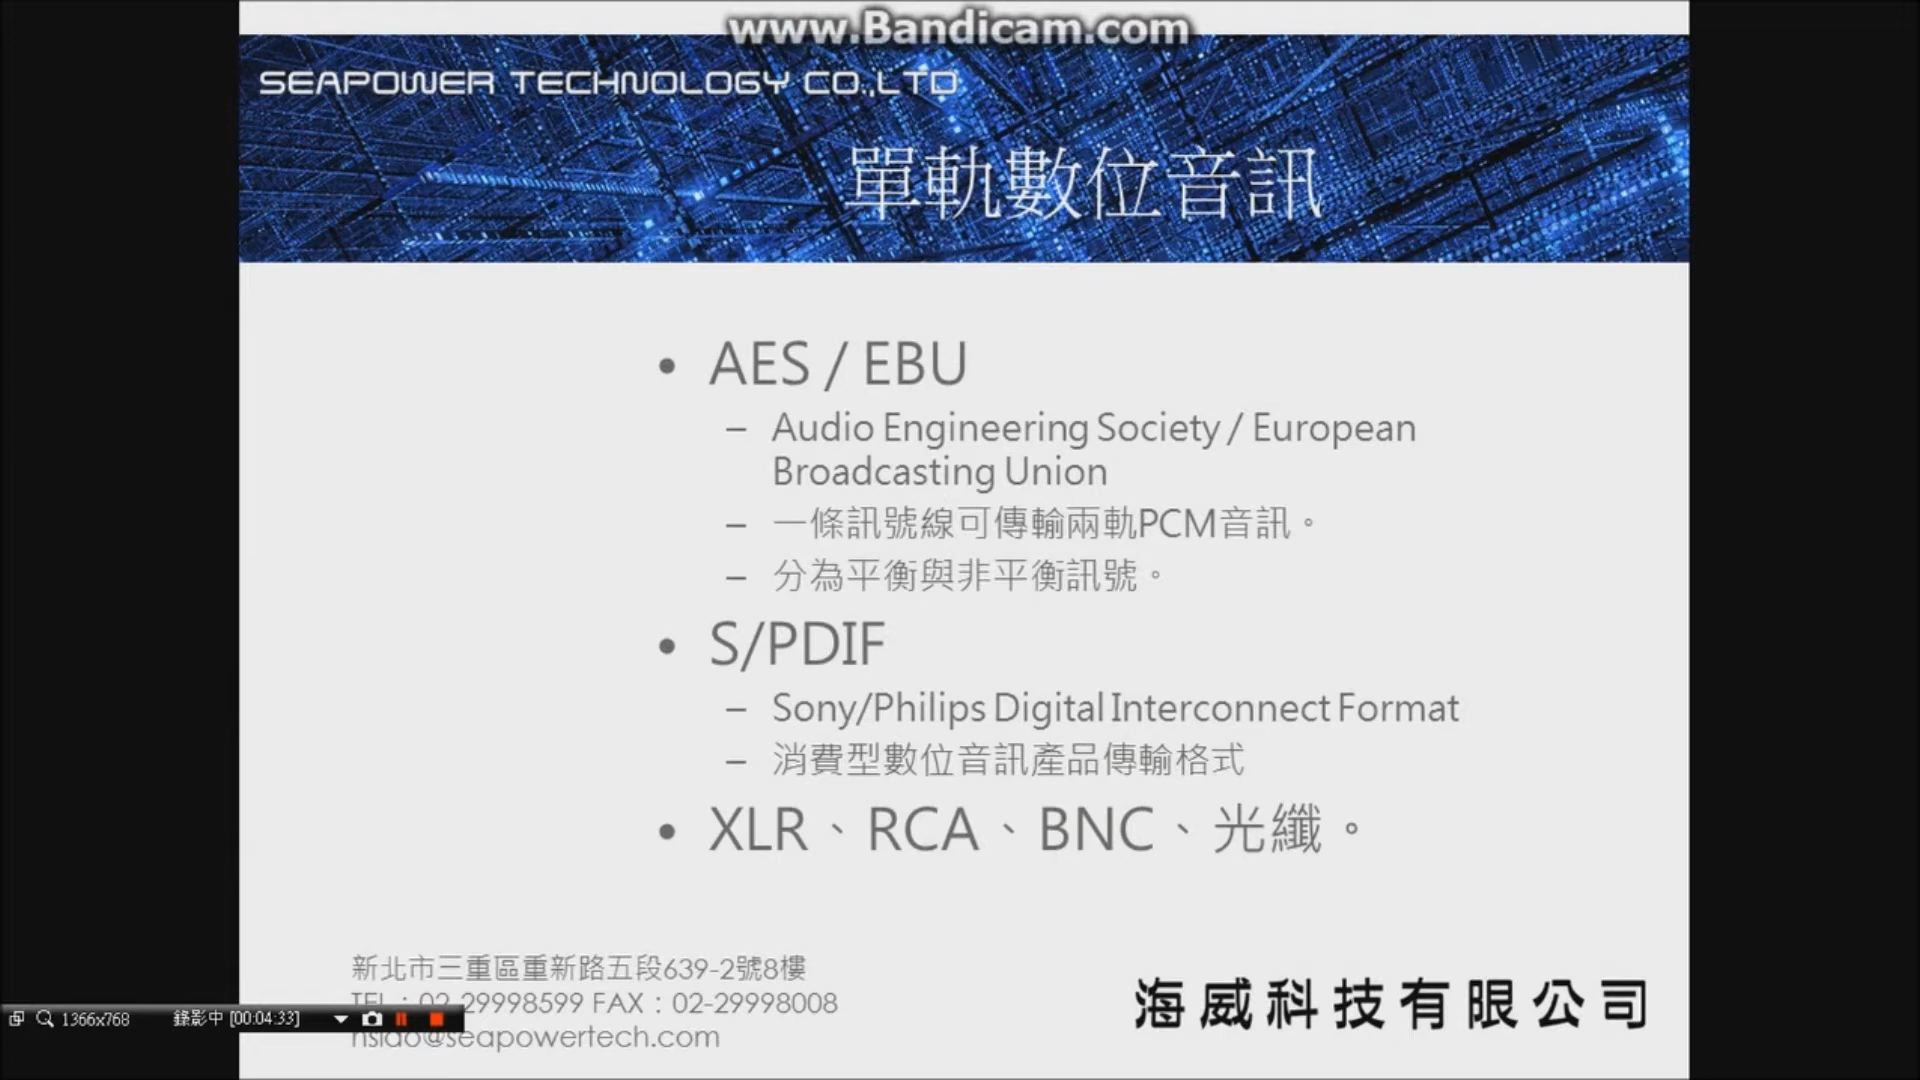 www.Bandicam.com
SEAPOWER TECHNOLOGY CO.,LTD
單軌數位音訊
• AES / EBU
– Audio Engineering Society / European
Broadcasting Union
– 一條訊號線可傳輸兩軌PCM音訊。
– 分為平衡與非平衡訊號。
• S/PDIF
– Sony/Philips Digital Interconnect Format
– 消費型數位音訊產品傳輸格式
• XLR、RCA、BNC、光纖。
新北市三重區重新路五段639-2號8樓
TEL：02-29998599 FAX：02-29998008
hsiao@seapowertech.com
海威科技有限公司
1366x768 錄影中 [00:04:33]